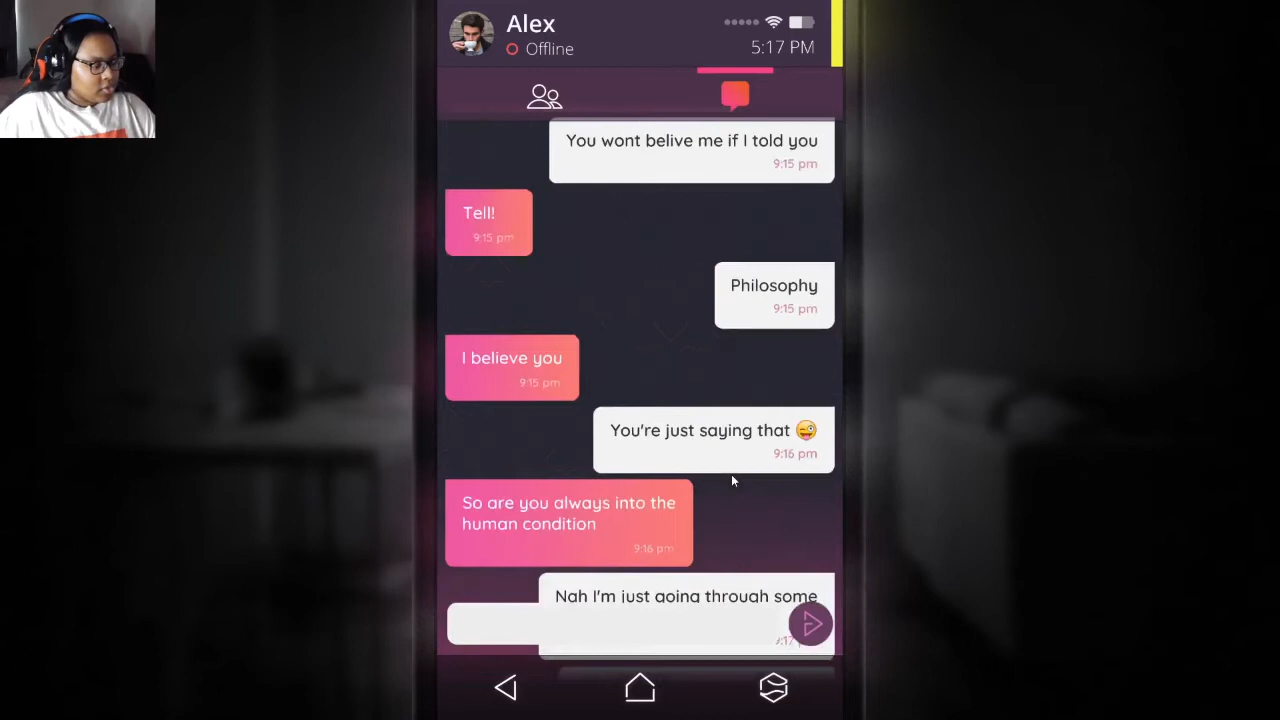 Alex
Offline
5:17 PM
You wont belive me if I told you
9:15 pm
Tell!
9:15 pm
Philosophy
9:15 pm
I believe you
9:15 pm
You're just saying that 😜
9:16 pm
So are you always into the
human condition
9:16 pm
Nah I'm just going through some